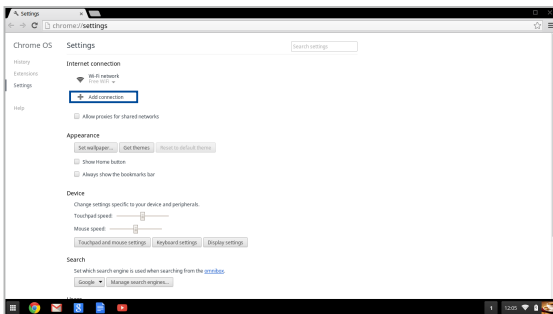 Settings
chrome://settings
Chrome OS
Settings
Search settings
History
Extensions
Settings
Help
Internet connection
Wi-Fi network
Free WiFi
Add connection
Allow proxies for shared networks
Appearance
Set wallpaper... Get themes Reset to default theme
Show Home button
Always show the bookmarks bar
Device
Change settings specific to your device and peripherals.
Touchpad speed:
Mouse speed:
Touchpad and mouse settings Keyboard settings Display settings
Search
Set which search engine is used when searching from the omnibox.
Google Manage search engines...
1 12:05